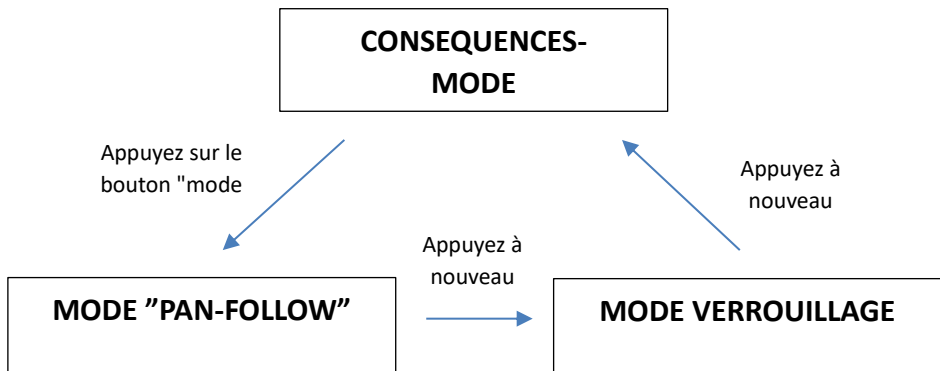 CONSEQUENCES-
MODE
Appuyez sur le
bouton "mode
Appuyez à
nouveau
Appuyez à
nouveau
MODE ”PAN-FOLLOW”
MODE VERROUILLAGE